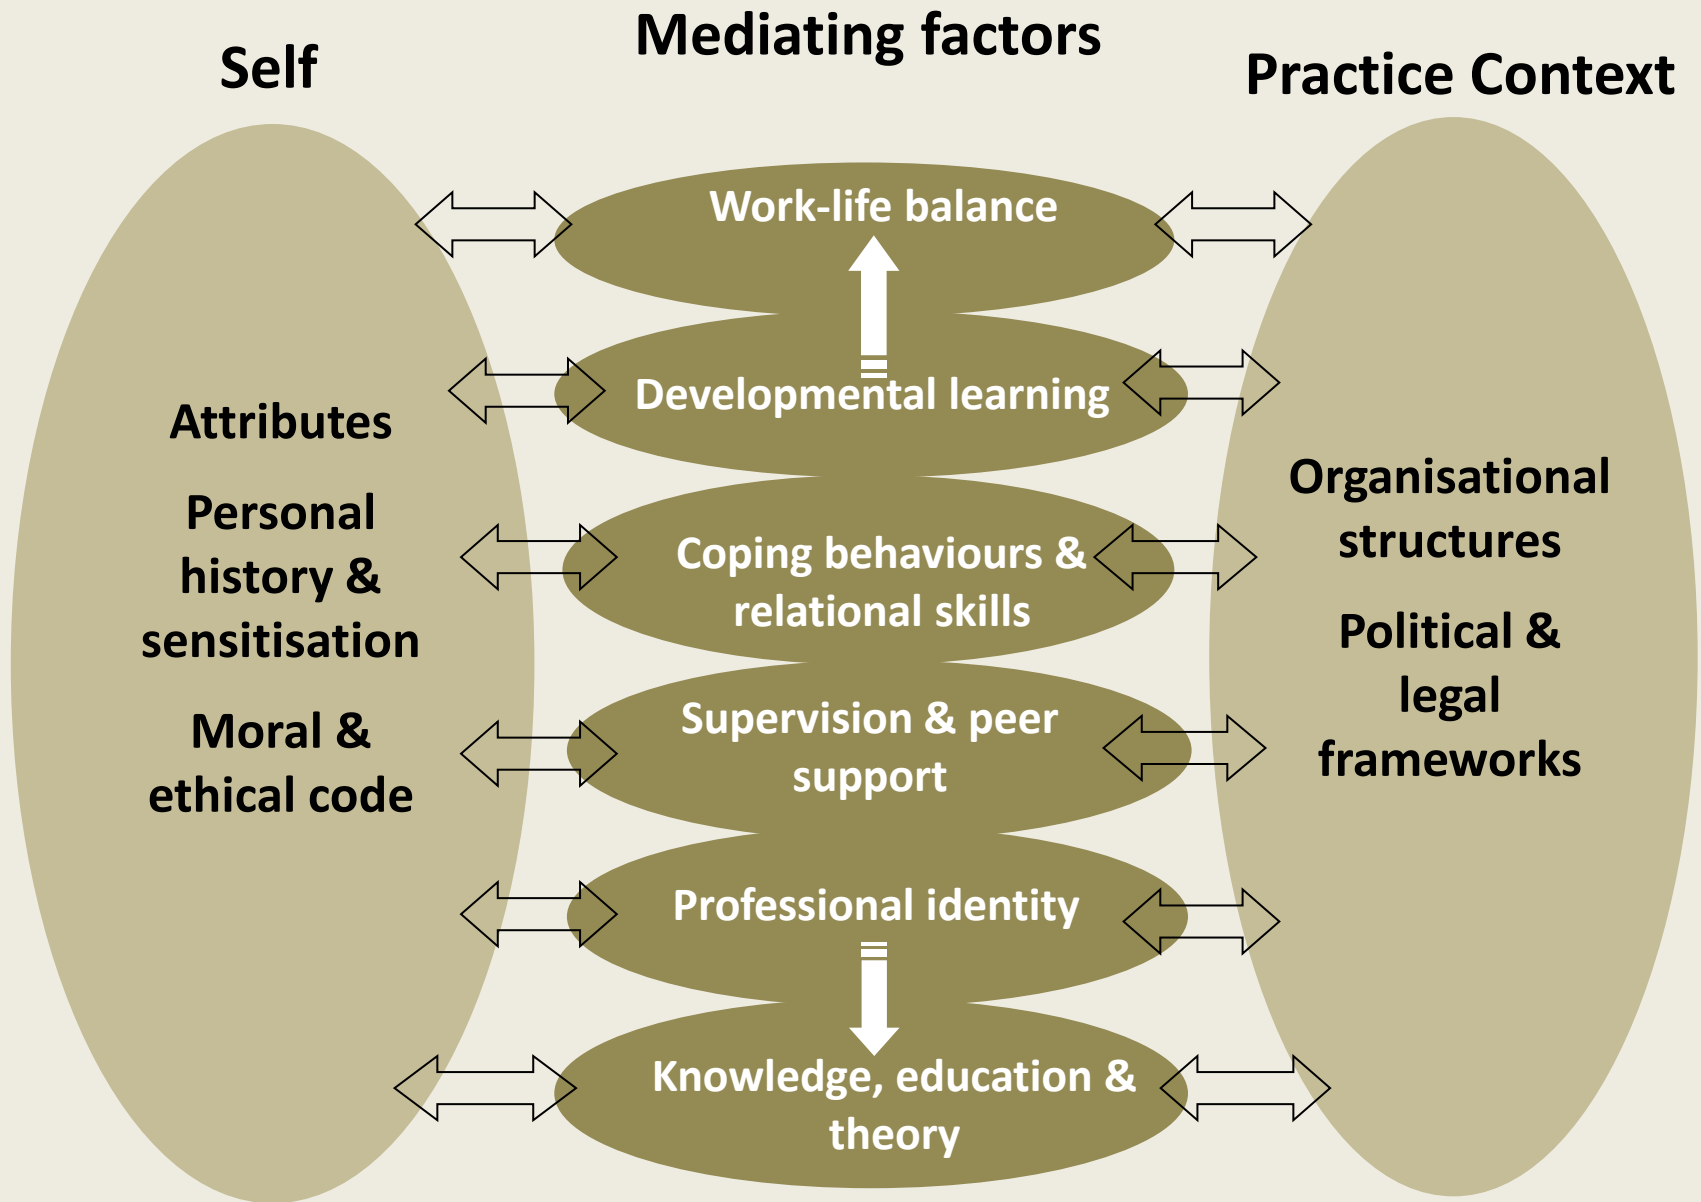 Self
Mediating factors
Practice Context
Attributes
Personal
history &
sensitisation
Moral &
ethical code
Work-life balance
Developmental learning
Coping behaviours &
relational skills
Supervision & peer
support
Professional identity
Knowledge, education &
theory
Organisational
structures
Political &
legal
frameworks